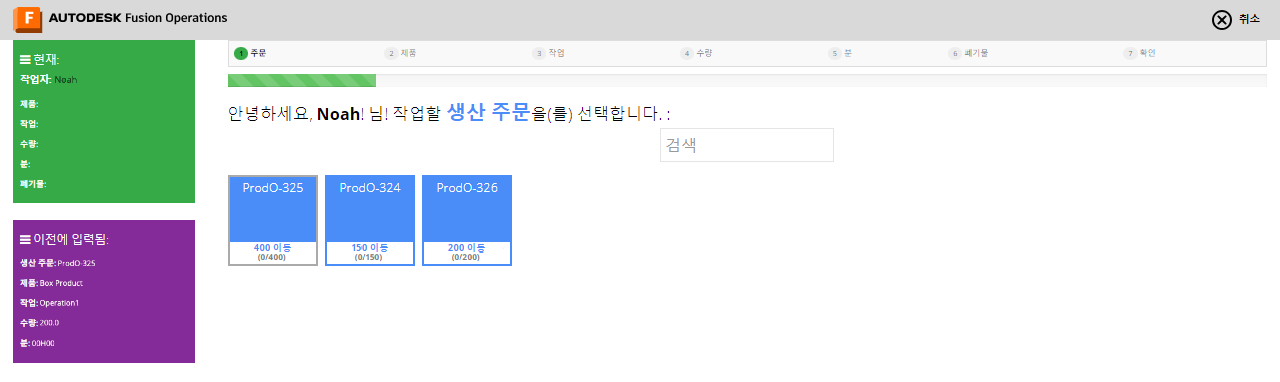 F AUTODESK Fusion Operations
취소
현재:
작업자: Noah
제품:
작업:
수량:
분:
폐기물:
이전에 입력됨:
생산 주문: ProdO-325
제품: Box Product
작업: Operation1
수량: 200.0
분: 00H00
1 주문
2 제품
3 작업
4 수량
5 분
6 폐기물
7 확인
안녕하세요, Noah! 님! 작업할 생산 주문을(를) 선택합니다. :
검색
ProdO-325
400 이동
(0/400)
ProdO-324
150 이동
(0/150)
ProdO-326
200 이동
(0/200)